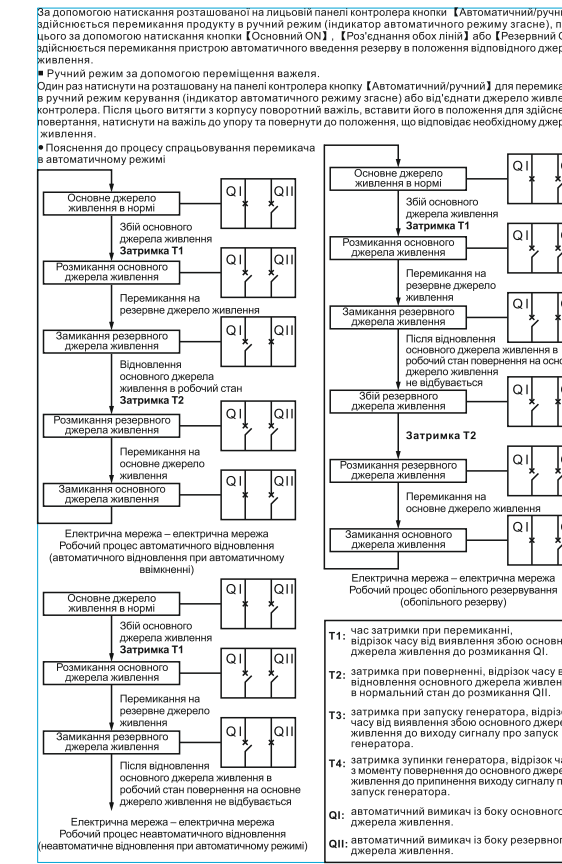 За допомогою натискання розташованої на лицьовій панелі контролера кнопки【Автоматичний/ручн
здійснюється перемикання продукту в ручний режим (індикатор автоматичного режиму згасне), п
цього за допомогою натискання кнопки【Основний ON】,【Роз'єднання обох ліній】або【Резервний
здійснюється перемикання пристрою автоматичного введення резерву в положення відповідного джер
живлення.
■ Ручний режим за допомогою переміщення важеля.
Один раз натиснути на розташовану на панелі контролера кнопку【Автоматичний/ручний】для перемика
в ручний режим керування (індикатор автоматичного режиму згасне) або від'єднати джерело живле
контролера. Після цього витягти з корпусу поворотний важіль, вставити його в положення для здійсне
повертання, натиснути на важіль до упору та повернути до положення, що відповідає необхідному джер
живлення.
● Пояснення до процесу спрацьовування перемикача
в автоматичному режимі
Основне джерело
живлення в нормі
QI QII
Збій основного
джерела живлення
Затримка T1
Розмикання основного
джерела живлення
QI QII
Перемикання на
резервне джерело живлення
Замикання резервного
джерела живлення
QI QII
Відновлення
основного джерела
живлення в робочий стан
Затримка T2
Розмикання резервного
джерела живлення
QI QII
Перемикання на
основне джерело
живлення
Замикання основного
джерела живлення
QI QII
Електрична мережа – електрична мережа
Робочий процес автоматичного відновлення
(автоматичного відновлення при автоматичному
ввімкненні)
Основне джерело
живлення в нормі
QI QII
Збій основного
джерела живлення
Затримка T1
Розмикання основного
джерела живлення
QI QII
Перемикання на
резервне джерело
живлення
Замикання резервного
джерела живлення
QI QII
Після відновлення
основного джерела живлення в
робочий стан повернення на основне
джерело живлення не відбувається
Електрична мережа – електрична мережа
Робочий процес неавтоматичного відновлення
(неавтоматичне відновлення при автоматичному режимі)
Основне джерело
живлення в нормі
QI
Збій основного
джерела живлення
Затримка T1
Розмикання основного
джерела живлення
QI
Перемикання на
резервне джерело
живлення
Замикання резервного
джерела живлення
QI
Після відновлення
основного джерела живлення в
робочий стан повернення на осно
джерело живлення
не відбувається
Збій резервного
джерела живлення
QI
Затримка T2
Розмикання резервного
джерела живлення
QI
Перемикання на
основне джерело живлення
Замикання основного
джерела живлення
QI
Електрична мережа – електрична мережа
Робочий процес обопільного резервування
(обопільного резерву)
T1: час затримки при перемиканні,
відрізок часу від виявлення збою основн
джерела живлення до розмикання QI.
T2: затримка при поверненні, відрізок часу в
відновлення основного джерела живлен
в нормальний стан до розмикання QII.
T3: затримка при запуску генератора, відріз
часу від виявлення збою основного джер
живлення до виходу сигналу про запуск
генератора.
T4: затримка зупинки генератора, відрізок ча
з моменту повернення до основного джере
живлення до припинення виходу сигналу п
запуск генератора.
QI: автоматичний вимикач із боку основного
джерела живлення.
QII: автоматичний вимикач із боку резервног
джерела живлення.